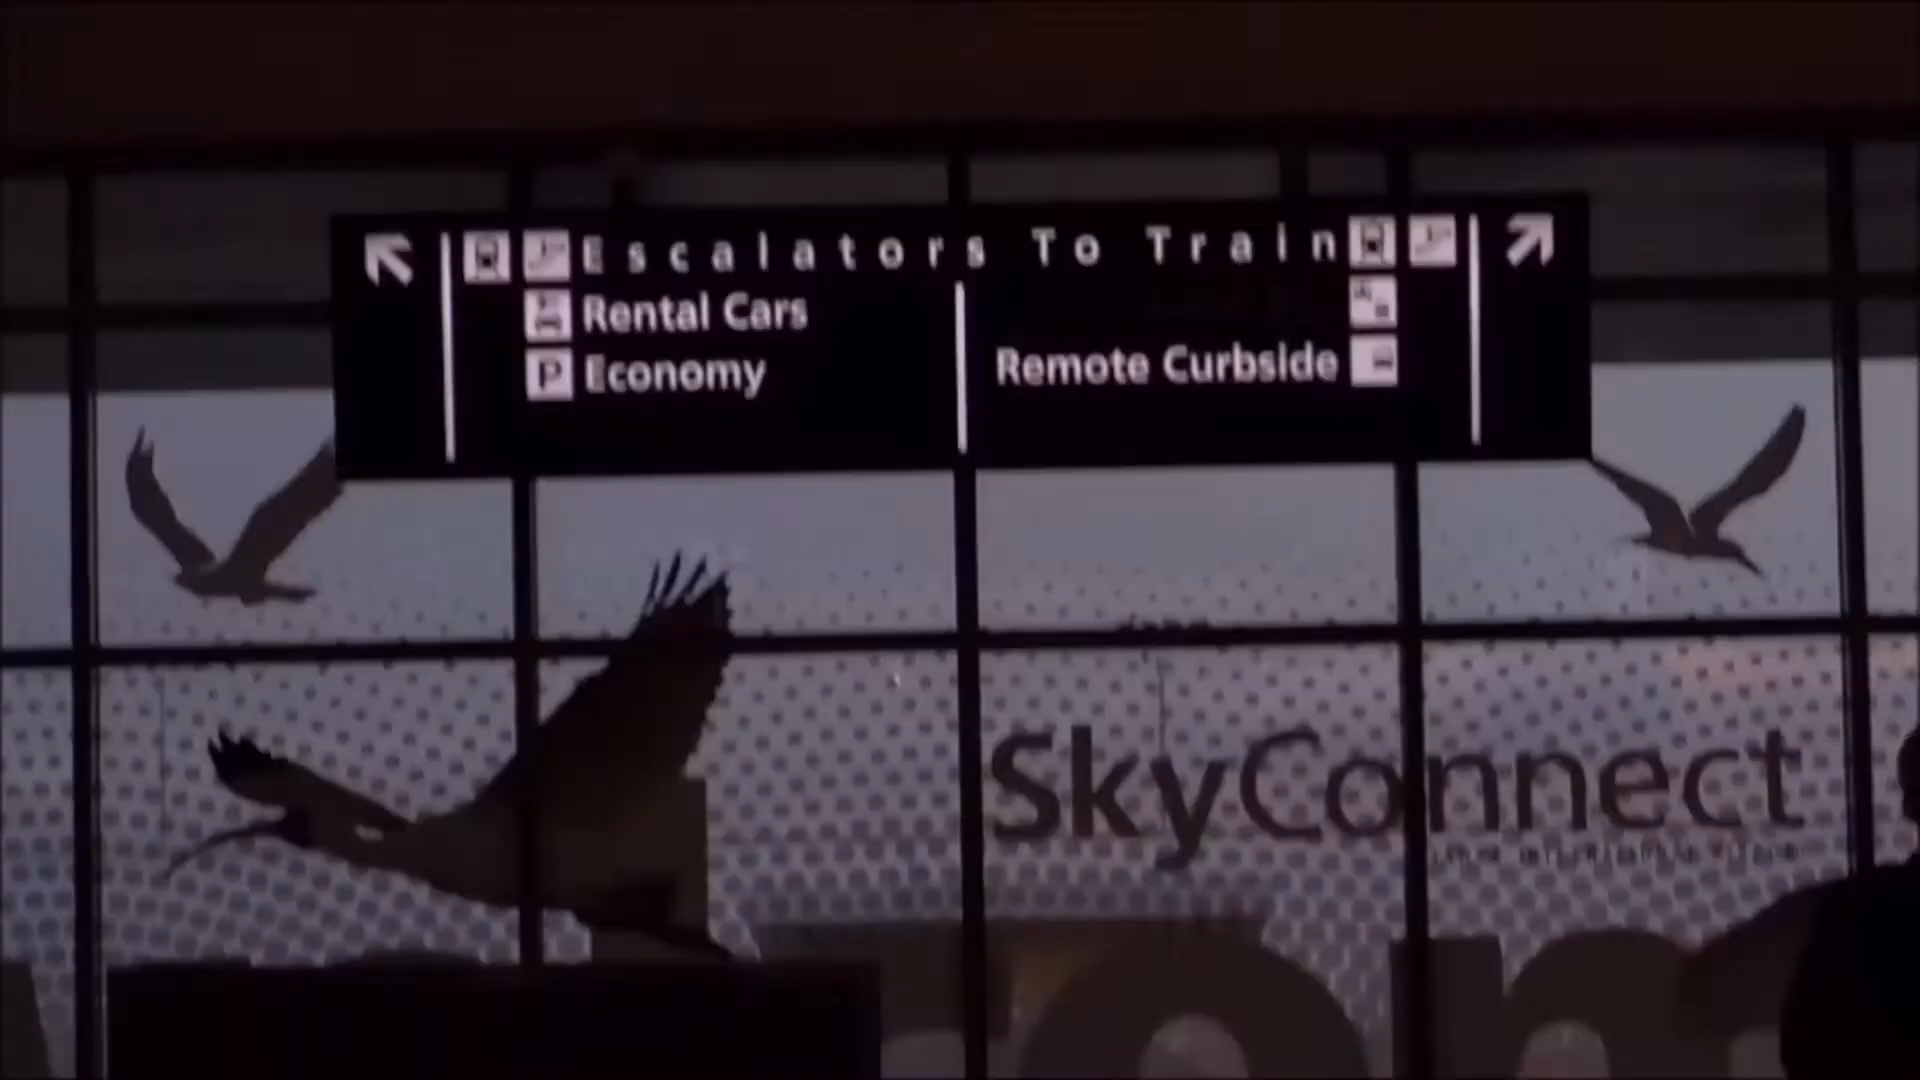 Escalators To Train
Rental Cars
P Economy
Remote Curbside
SkyConnect